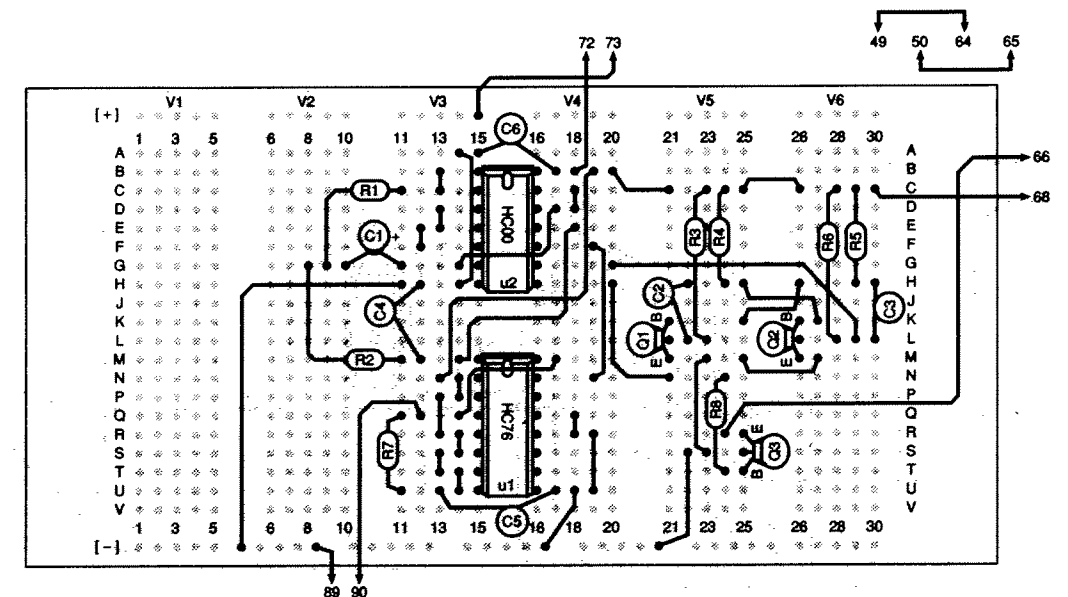 72 73
49 50 64 65
V1 V2 V3 V4 V5 V6
[+]
1 3 5 6 8 10 11 13 15 16 18 20 21 23 25 26 28 30
C6
A A
B B
66
C R1 C
68
D HC00 D
E C1 + R3 R4 R6 R5 E
F F
G G
H u2 C2 H
J C4 C3 J
K B B K
L Q1 Q2 L
M R2 E E M
N N
P HC76 R8 P
Q Q
R R7 E R
S Q3 S
T B T
U u1 U
V V
1 3 5 6 8 10 11 13 15 C5 16 18 20 21 23 25 26 28 30
[-]
89 90